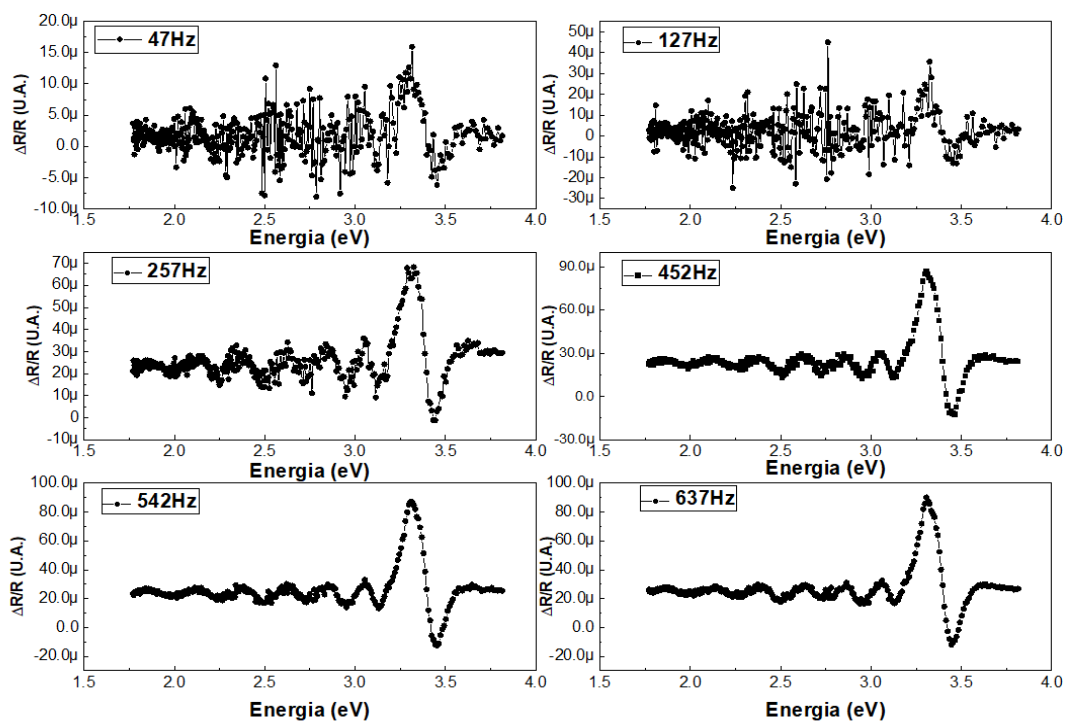 47Hz
ΔR/R (U.A.)
20.0µ
15.0µ
10.0µ
5.0µ
0.0
-5.0µ
-10.0µ
1.5 2.0 2.5 3.0 3.5 4.0
Energia (eV)
127Hz
ΔR/R (U.A.)
50µ
40µ
30µ
20µ
10µ
0
-10µ
-20µ
-30µ
1.5 2.0 2.5 3.0 3.5 4.0
Energia (eV)
257Hz
ΔR/R (U.A.)
70µ
60µ
50µ
40µ
30µ
20µ
10µ
0
-10µ
1.5 2.0 2.5 3.0 3.5 4.0
Energia (eV)
452Hz
ΔR/R (U.A.)
90.0µ
60.0µ
30.0µ
0.0
-30.0µ
1.5 2.0 2.5 3.0 3.5 4.0
Energia (eV)
542Hz
ΔR/R (U.A.)
100.0µ
80.0µ
60.0µ
40.0µ
20.0µ
0.0
-20.0µ
1.5 2.0 2.5 3.0 3.5 4.0
Energia (eV)
637Hz
ΔR/R (U.A.)
100.0µ
80.0µ
60.0µ
40.0µ
20.0µ
0.0
-20.0µ
1.5 2.0 2.5 3.0 3.5 4.0
Energia (eV)